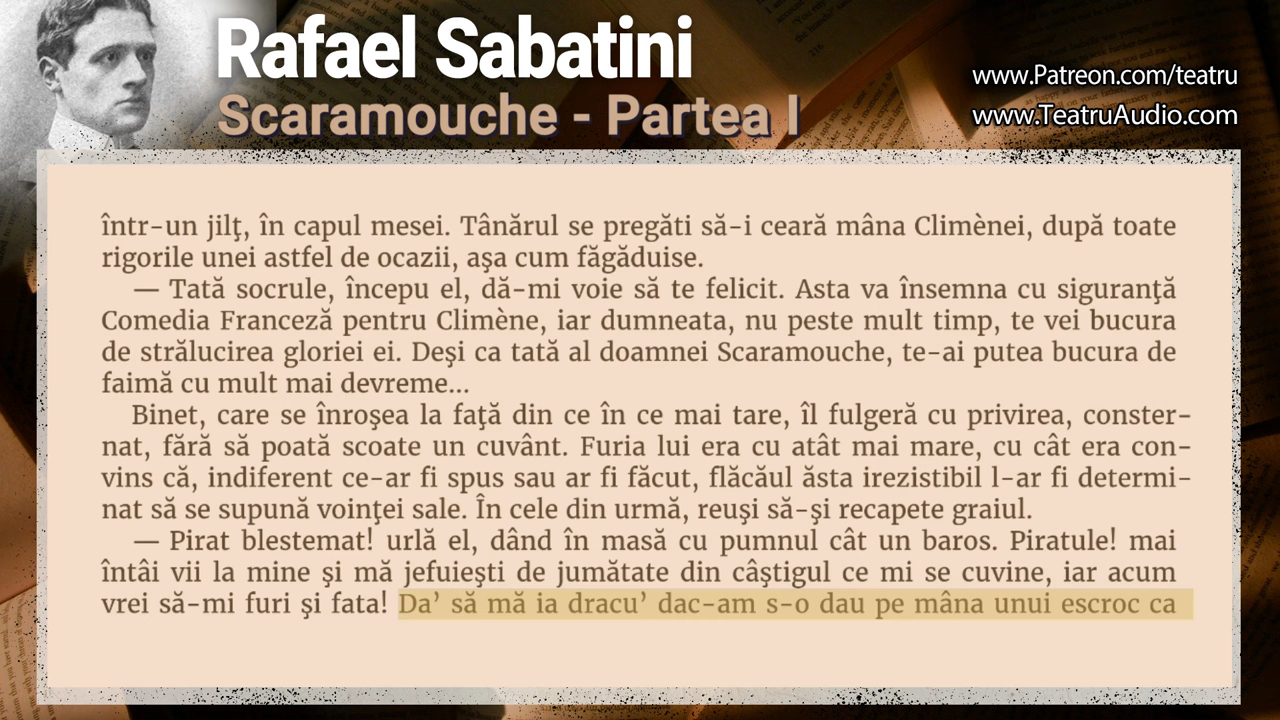 Rafael Sabatini
Scaramouche - Partea I
www.Patreon.com/teatru
www.TeatruAudio.com
într-un jilţ, în capul mesei. Tânărul se pregăti să-i ceară mâna Climènei, după toate
rigorile unei astfel de ocazii, aşa cum făgăduise.
— Tată socrule, începu el, dă-mi voie să te felicit. Asta va însemna cu siguranţă
Comedia Franceză pentru Climène, iar dumneata, nu peste mult timp, te vei bucura
de strălucirea gloriei ei. Deşi ca tată al doamnei Scaramouche, te-ai putea bucura de
faimă cu mult mai devreme...
Binet, care se înroşea la faţă din ce în ce mai tare, îl fulgeră cu privirea, conster-
nat, fără să poată scoate un cuvânt. Furia lui era cu atât mai mare, cu cât era con-
vins că, indiferent ce-ar fi spus sau ar fi făcut, flăcăul ăsta irezistibil l-ar fi determi-
nat să se supună voinţei sale. În cele din urmă, reuşi să-şi recapete graiul.
— Pirat blestemat! urlă el, dând în masă cu pumnul cât un baros. Piratule! mai
întâi vii la mine şi mă jefuieşti de jumătate din câştigul ce mi se cuvine, iar acum
vrei să-mi furi şi fata! Da’ să mă ia dracu’ dac-am s-o dau pe mâna unui escroc ca